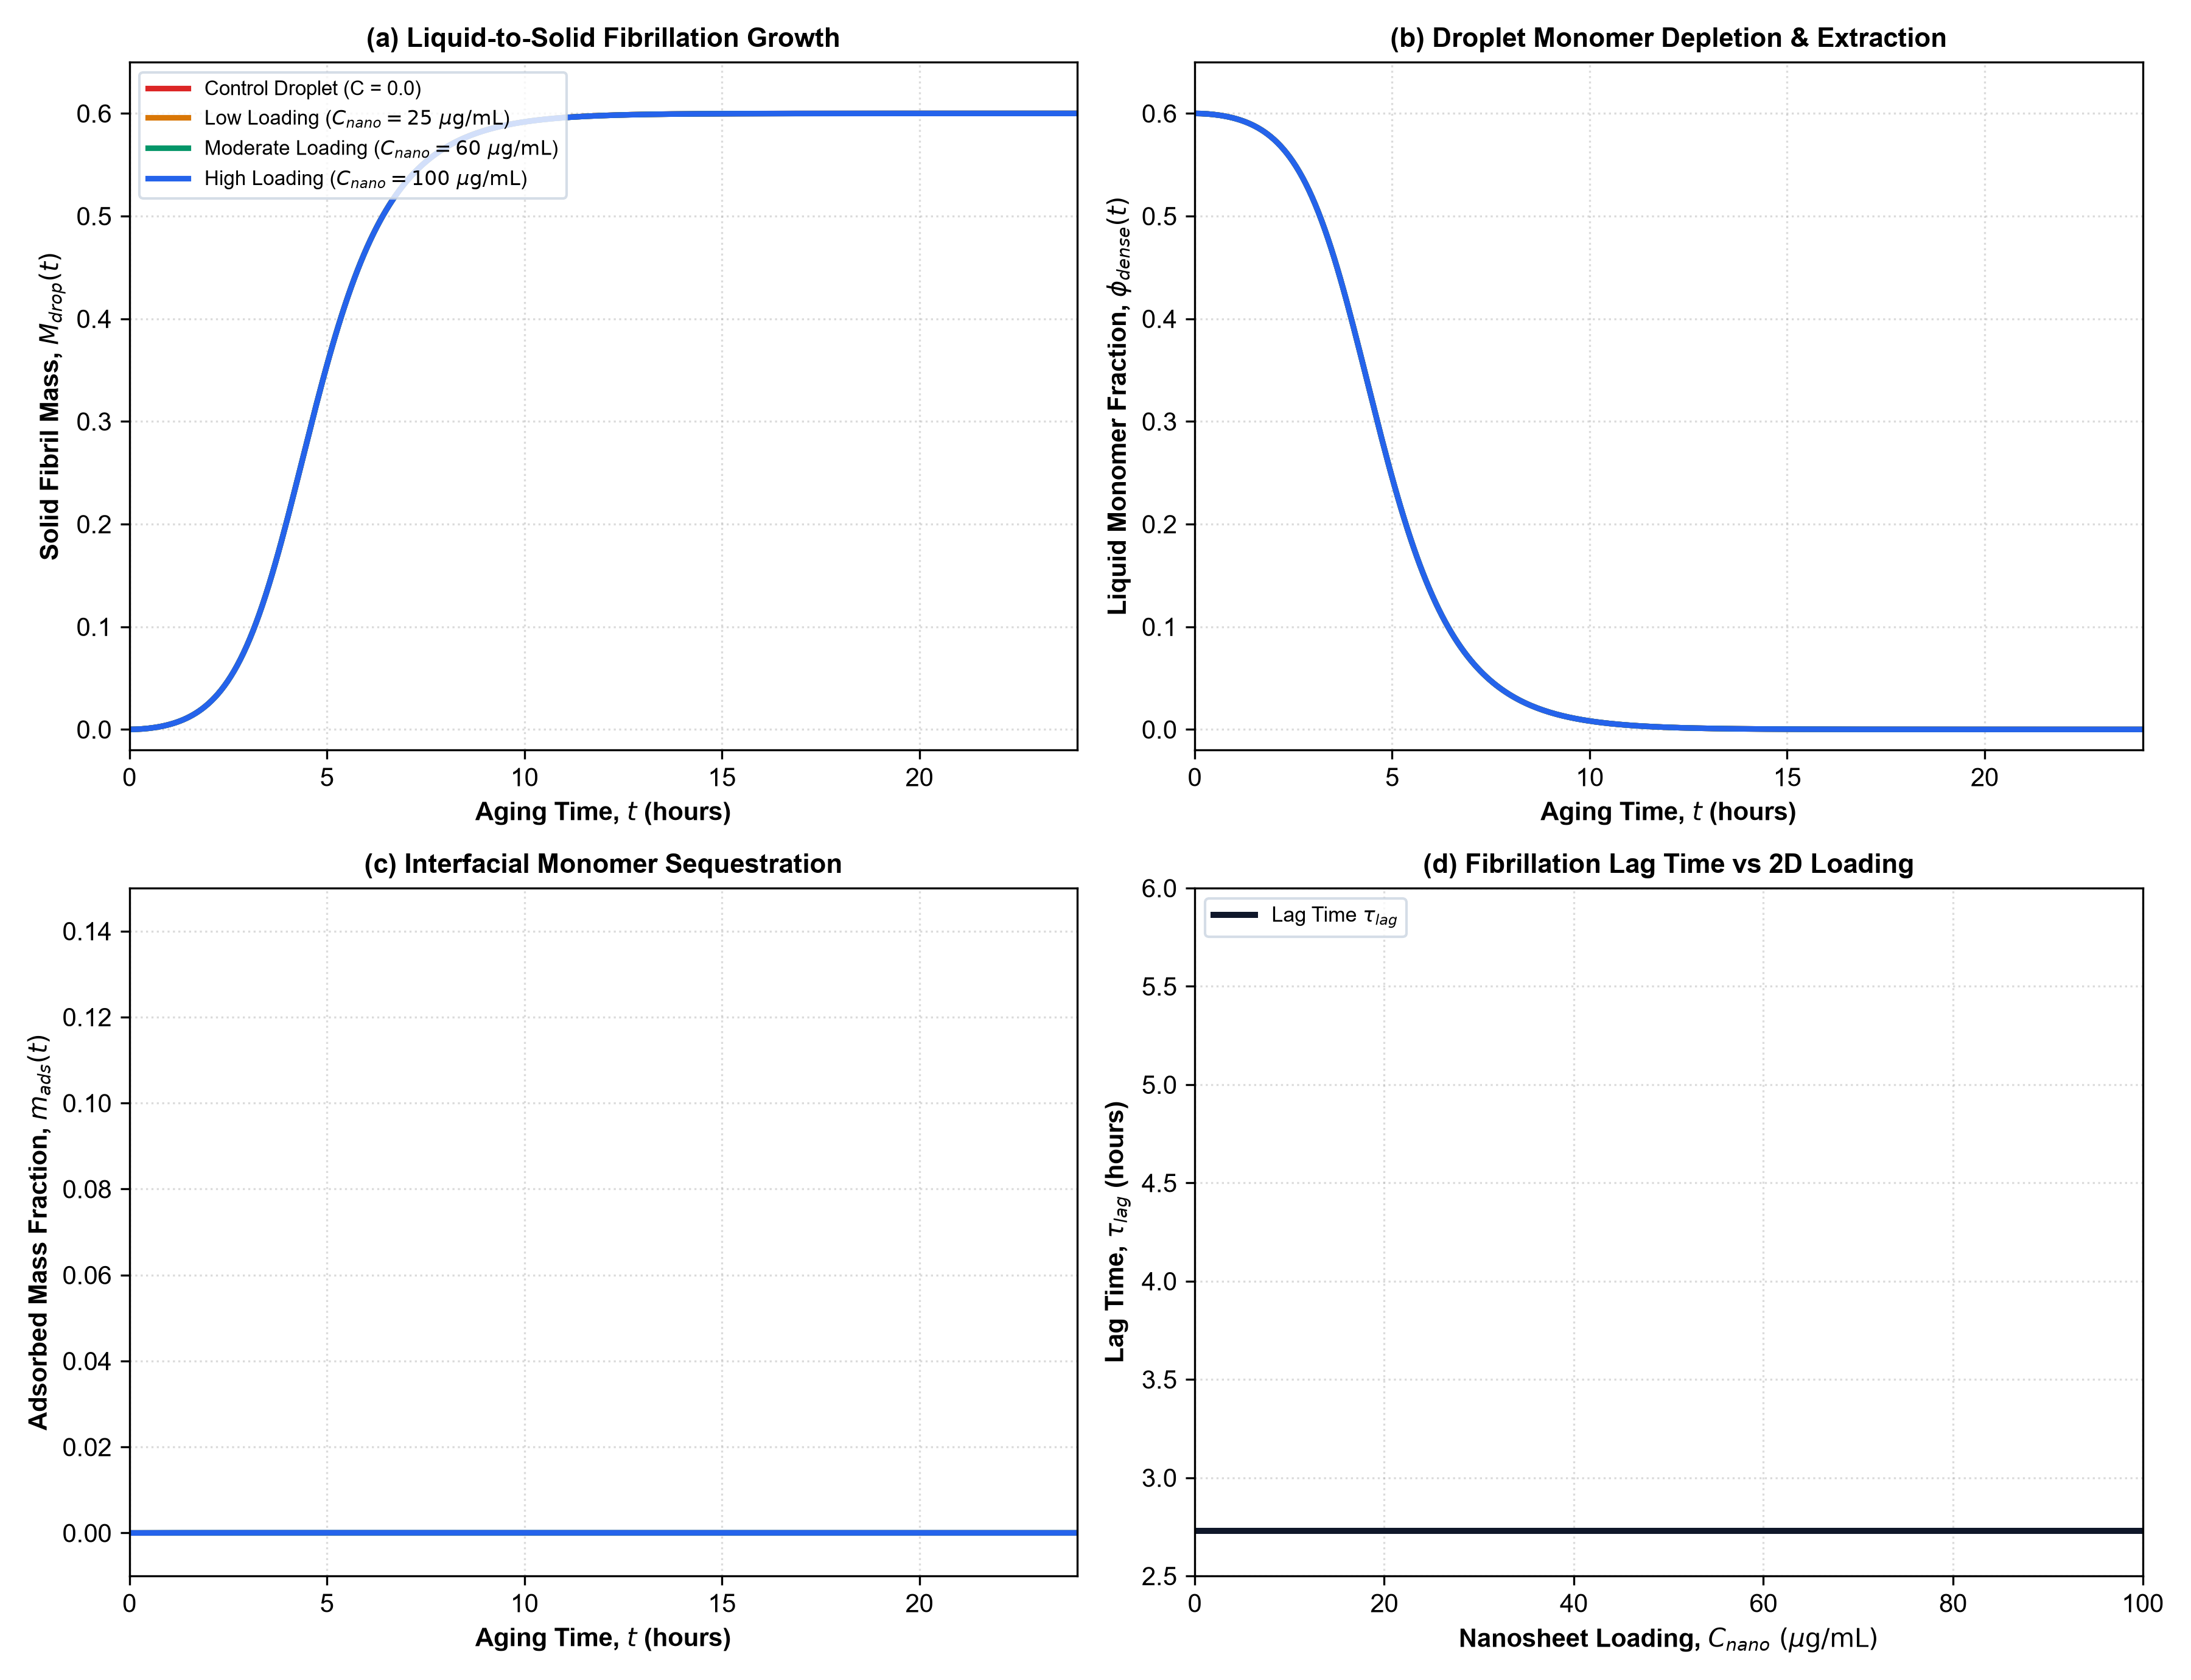 (a) Liquid-to-Solid Fibrillation Growth
Control Droplet (C = 0.0)
Low Loading (C_nano = 25 μg/mL)
Moderate Loading (C_nano = 60 μg/mL)
High Loading (C_nano = 100 μg/mL)
Solid Fibril Mass, M_drop(t)
0.6
0.5
0.4
0.3
0.2
0.1
0.0
0 5 10 15 20
Aging Time, t (hours)
(b) Droplet Monomer Depletion & Extraction
Liquid Monomer Fraction, ϕ_dense(t)
0.6
0.5
0.4
0.3
0.2
0.1
0.0
0 5 10 15 20
Aging Time, t (hours)
(c) Interfacial Monomer Sequestration
Adsorbed Mass Fraction, m_ads(t)
0.14
0.12
0.10
0.08
0.06
0.04
0.02
0.00
0 5 10 15 20
Aging Time, t (hours)
(d) Fibrillation Lag Time vs 2D Loading
Lag Time τ_lag
Lag Time, τ_lag (hours)
6.0
5.5
5.0
4.5
4.0
3.5
3.0
2.5
0 20 40 60 80 100
Nanosheet Loading, C_nano (μg/mL)